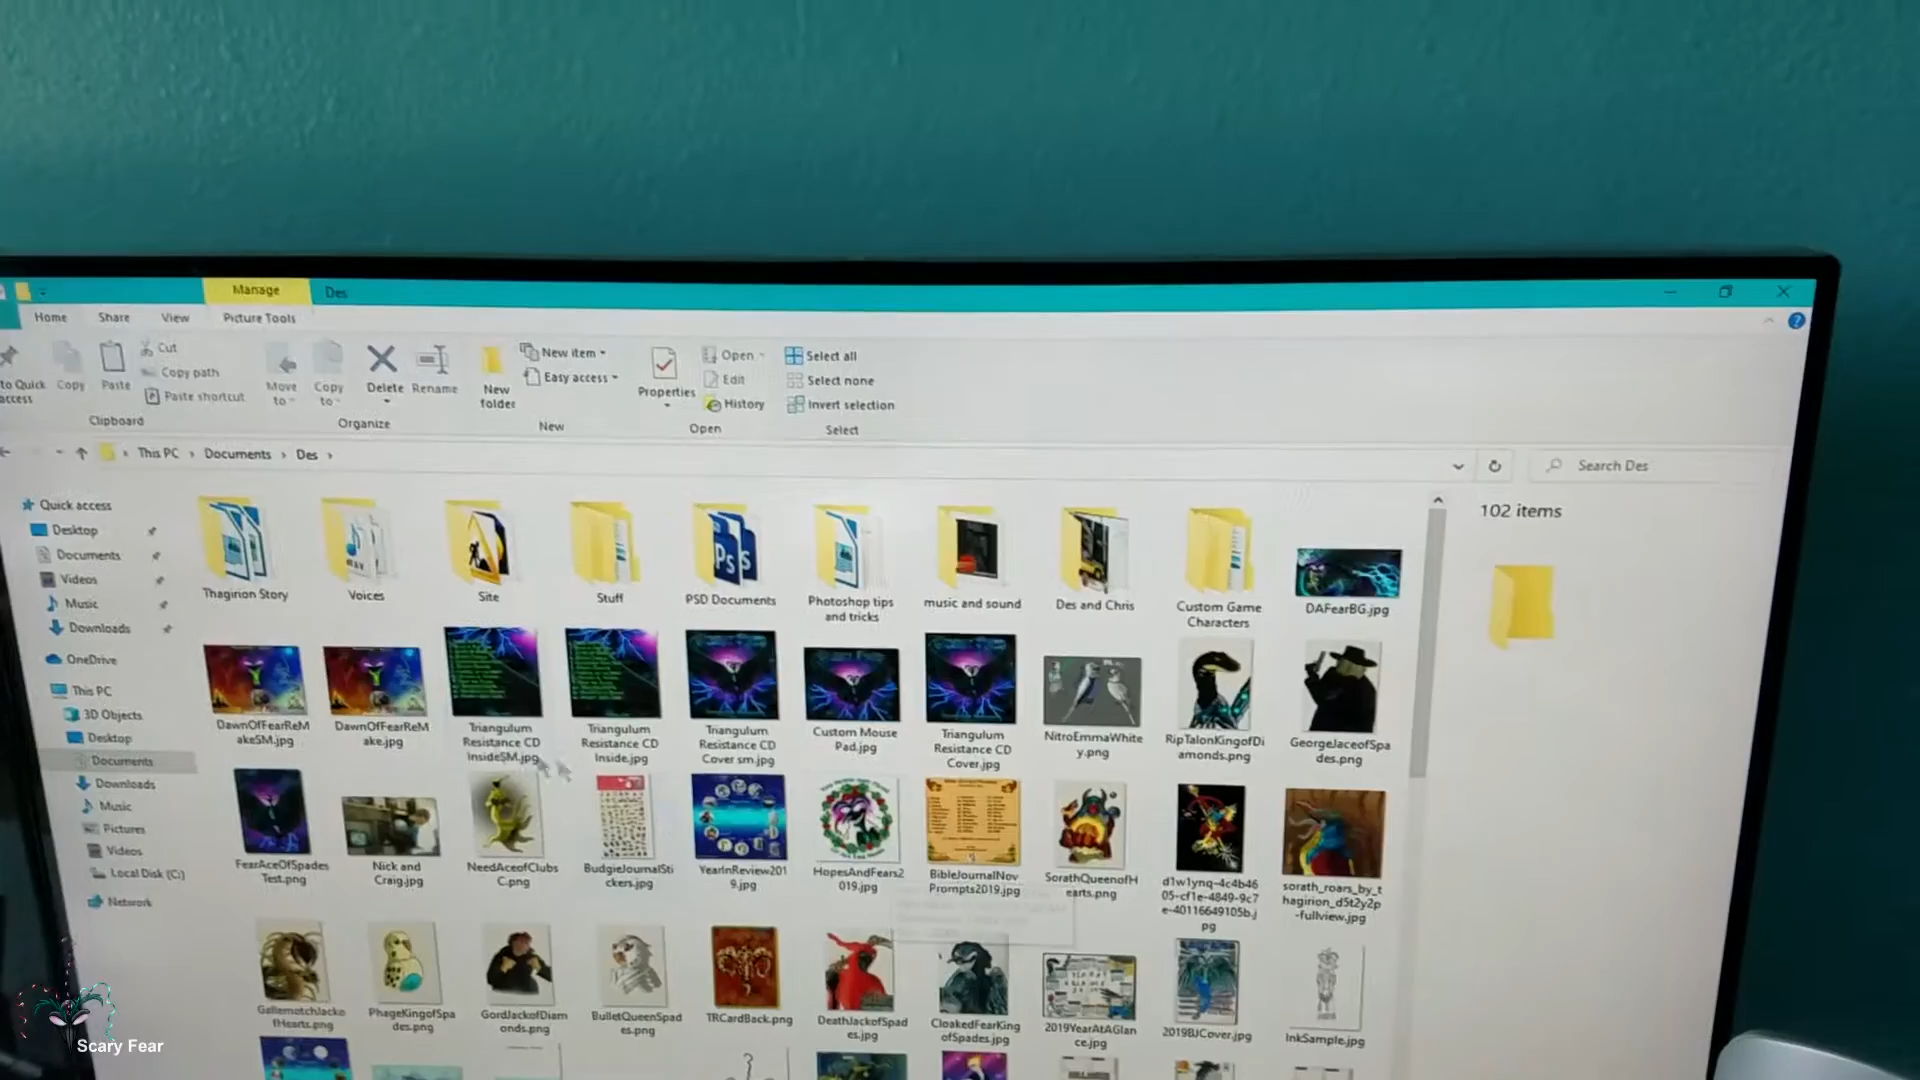 Manage
Des
Home
Share
View
Picture Tools
to Quick
access
Copy
Paste
Cut
Copy path
Paste shortcut
Clipboard
Move
to
Copy
to
Delete
Rename
Organize
New
folder
New item
Easy access
New
Properties
Open
Edit
History
Open
Select all
Select none
Invert selection
Select
This PC
Documents
Des
Search Des
102 items
Quick access
Desktop
Documents
Videos
Music
Downloads
OneDrive
This PC
3D Objects
Desktop
Documents
Downloads
Music
Pictures
Videos
Local Disk (C:)
Network
Thagirion Story
Voices
Site
Stuff
PSD Documents
Photoshop tips
and tricks
music and sound
Des and Chris
Custom Game
Characters
DAFearBG.jpg
DawnOfFearReM
akeSM.jpg
DawnOfFearReM
ake.jpg
Triangulum
Resistance CD
InsideSM.jpg
Triangulum
Resistance CD
Inside.jpg
Triangulum
Resistance CD
Cover sm.jpg
Custom Mouse
Pad.jpg
Triangulum
Resistance CD
Cover.jpg
NitroEmmaWhite
y.png
RipTalonKingofDi
amonds.png
GeorgeJaceofSpa
des.png
FearAceOfSpades
Test.png
Nick and
Craig.jpg
NeedAceofClubs
C.png
BudgieJournalSti
ckers.jpg
YearInReview201
9.jpg
HopesAndFears2
019.jpg
BibleJournalNov
Prompts2019.jpg
SorathQueenofH
earts.png
d1w1ynq-4c4b46
05-cf1e-4849-9c7
e-40116649105b.j
pg
sorath_roars_by_t
hagirion_d5t2y2p
-fullview.jpg
GallemotchJacko
fHearts.png
PhageKingofSpa
des.png
GordJackofDiam
onds.png
BulletQueenSpad
es.png
TRCardBack.png
DeathJackofSpad
es.jpg
CloakedFearKing
ofSpades.jpg
2019YearAtAGlan
ce.jpg
2019BJCover.jpg
InkSample.jpg
Ps
WAV
Scary Fear